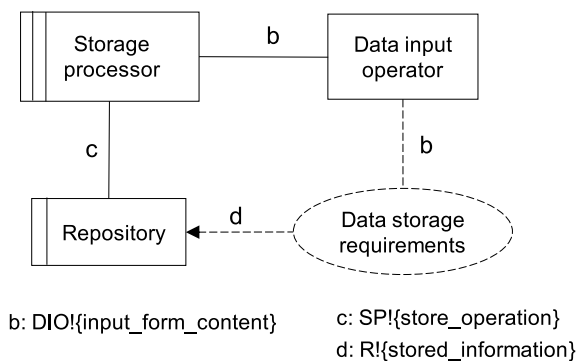 Storage
processor
b
Data input
operator
c
b
Repository
d
Data storage
requirements
b: DIO!{input_form_content}
c: SP!{store_operation}
d: R!{stored_information}